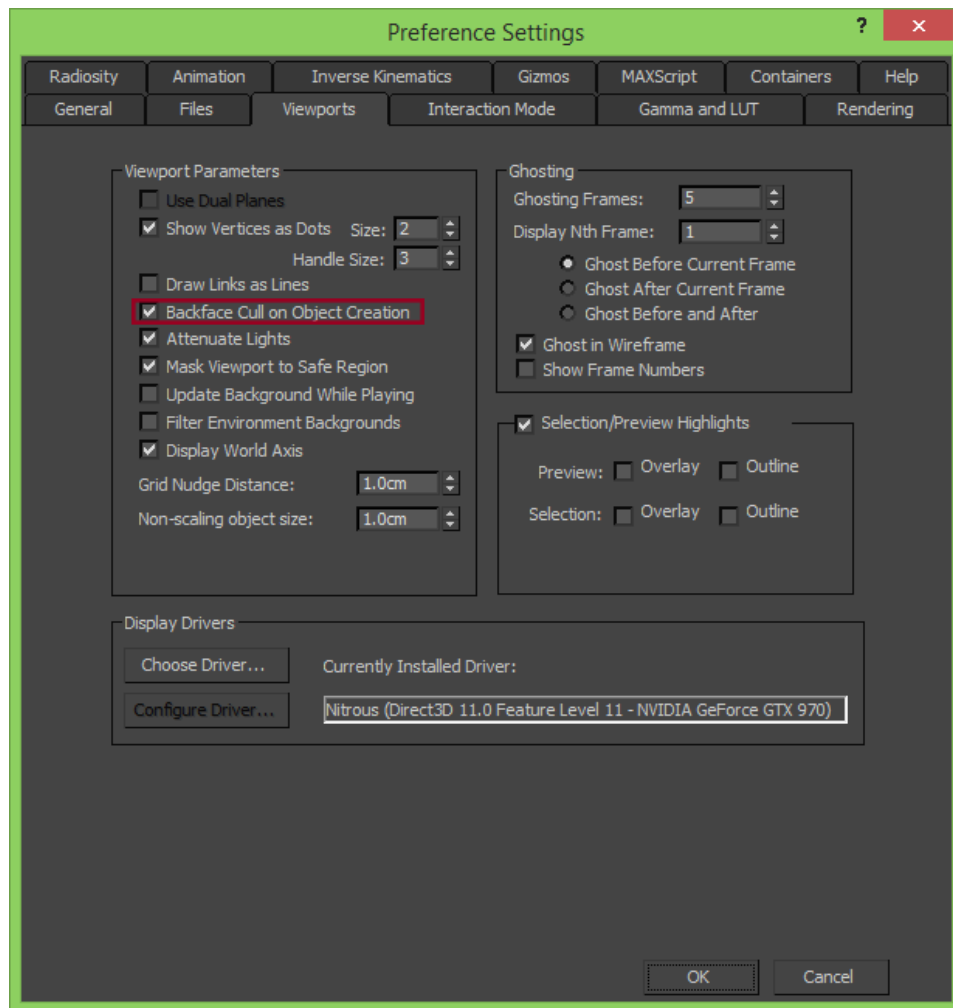 Preference Settings
?
Radiosity Animation Inverse Kinematics Gizmos MAXScript Containers Help
General Files Viewports Interaction Mode Gamma and LUT Rendering
Viewport Parameters
Use Dual Planes
Show Vertices as Dots Size: 2
Handle Size: 3
Draw Links as Lines
Backface Cull on Object Creation
Attenuate Lights
Mask Viewport to Safe Region
Update Background While Playing
Filter Environment Backgrounds
Display World Axis
Grid Nudge Distance: 1.0cm
Non-scaling object size: 1.0cm
Ghosting
Ghosting Frames: 5
Display Nth Frame: 1
Ghost Before Current Frame
Ghost After Current Frame
Ghost Before and After
Ghost in Wireframe
Show Frame Numbers
Selection/Preview Highlights
Preview: Overlay Outline
Selection: Overlay Outline
Display Drivers
Choose Driver... Currently Installed Driver:
Configure Driver... Nitrous (Direct3D 11.0 Feature Level 11 - NVIDIA GeForce GTX 970)
OK Cancel